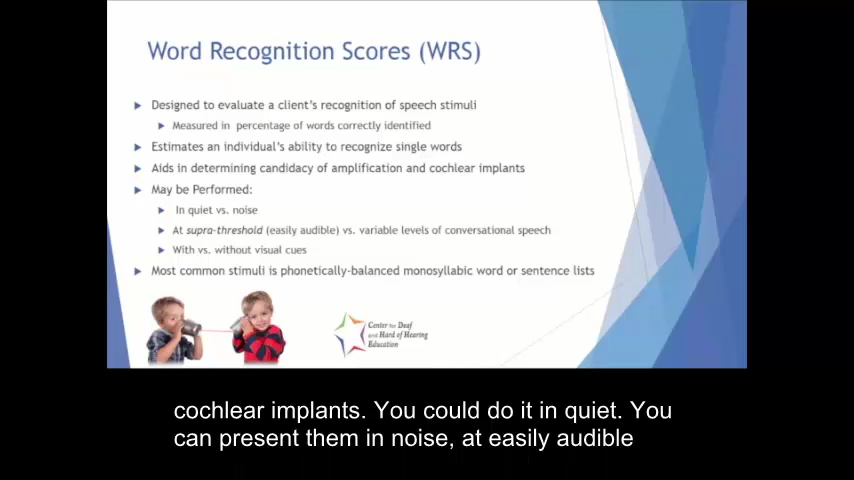 Word Recognition Scores (WRS)
Designed to evaluate a client's recognition of speech stimuli
Measured in percentage of words correctly identified
Estimates an individual's ability to recognize single words
Aids in determining candidacy of amplification and cochlear implants
May be Performed:
In quiet vs. noise
At supra-threshold (easily audible) vs. variable levels of conversational speech
With vs. without visual cues
Most common stimuli is phonetically-balanced monosyllabic word or sentence lists
Center for Deaf
and Hard of Hearing
Education
cochlear implants. You could do it in quiet. You
can present them in noise, at easily audible